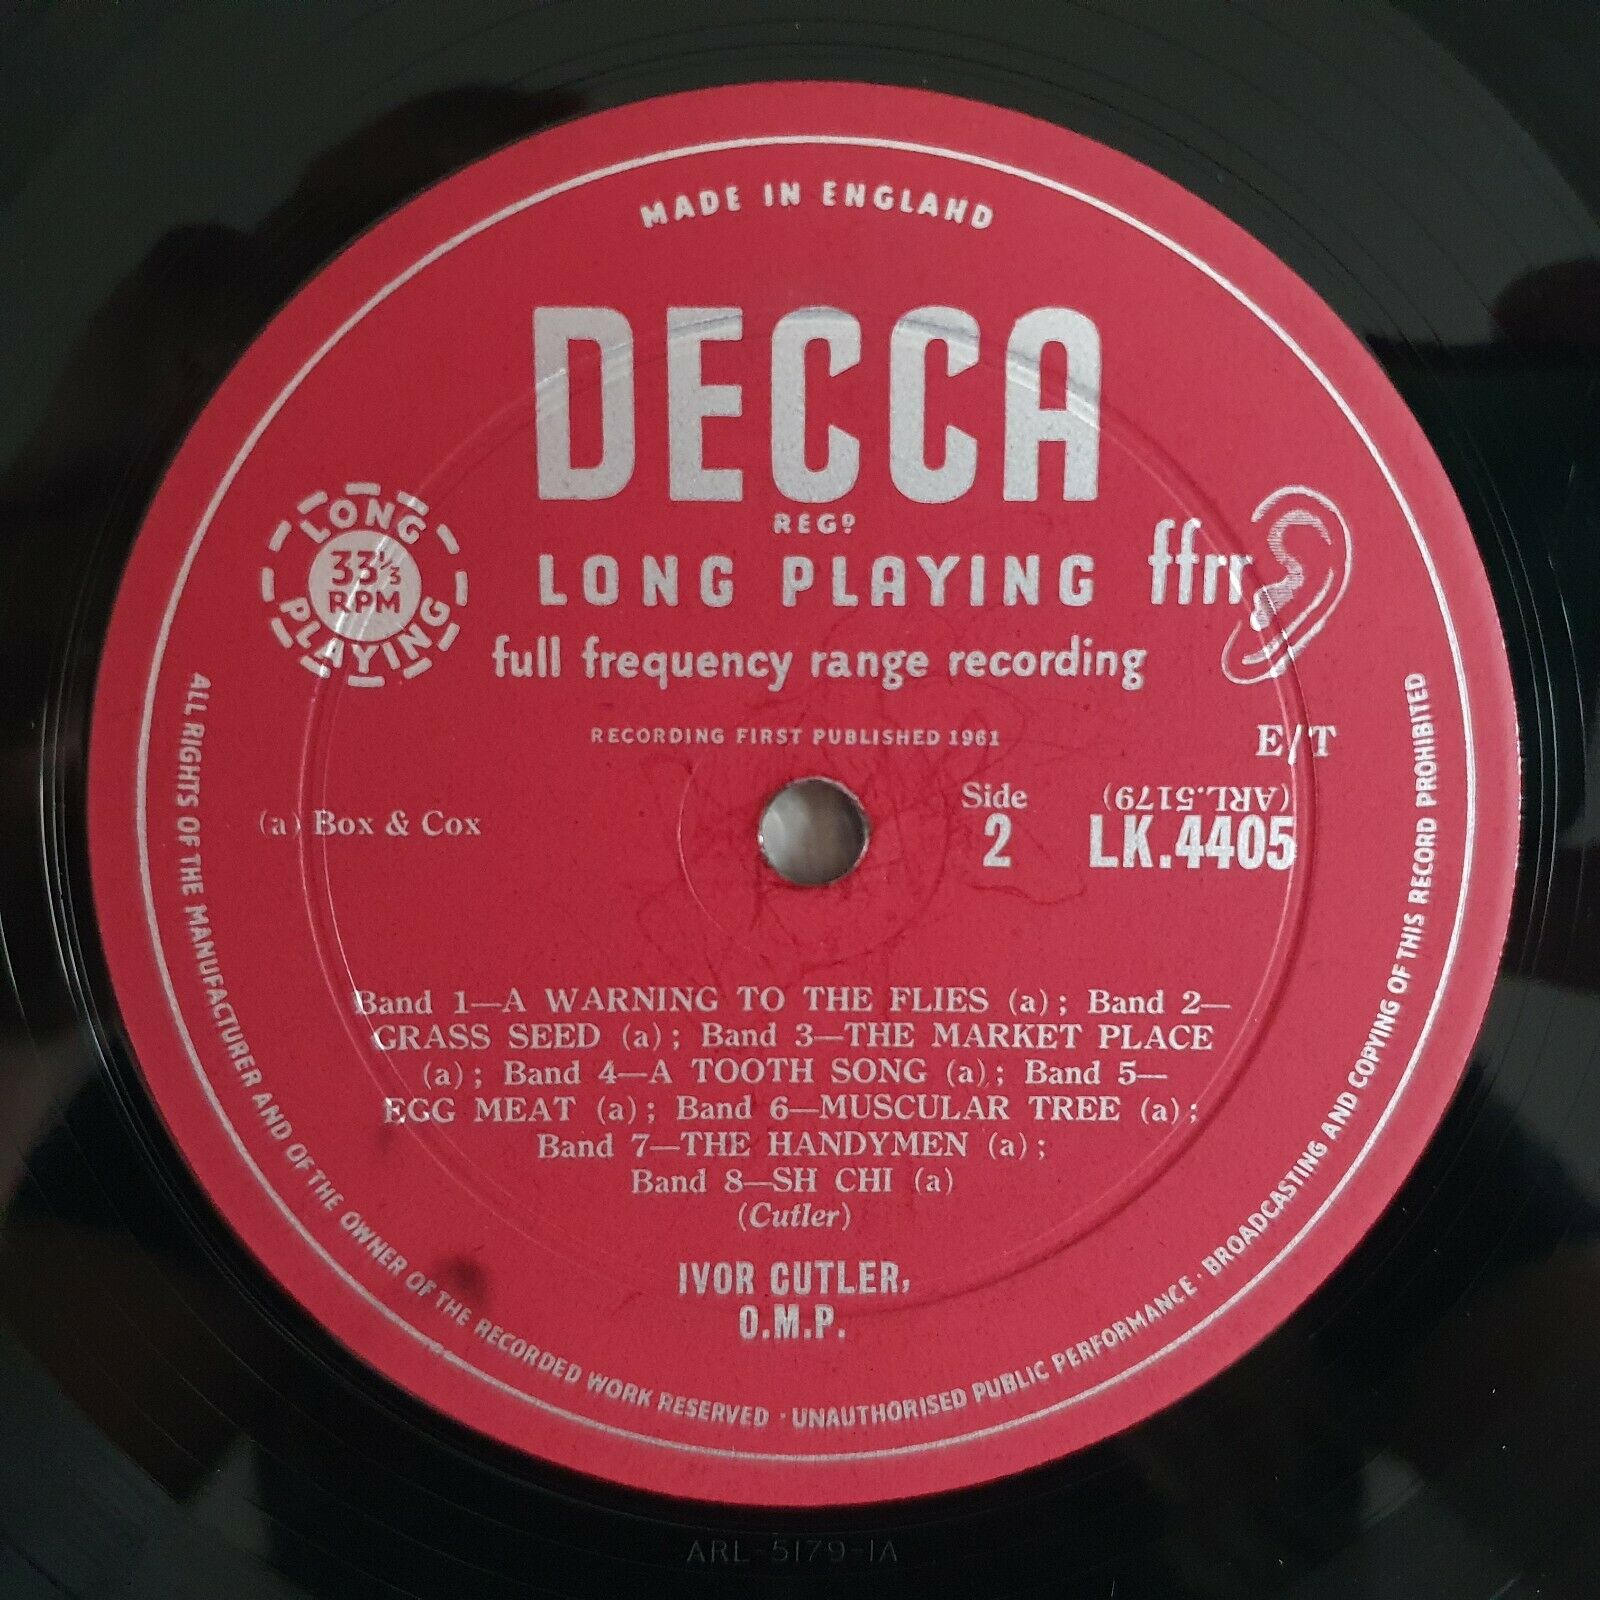 MADE IN ENGLAND
DECCA
REGD.
LONG PLAYING
ffrr
full frequency range recording
LONG
33 1/3
RPM
PLAYING
RECORDING FIRST PUBLISHED 1961
E/T
(a) Box & Cox
Side
2
(ARL.5179)
LK.4405
Band 1—A WARNING TO THE FLIES (a); Band 2—
GRASS SEED (a); Band 3—THE MARKET PLACE
(a); Band 4—A TOOTH SONG (a); Band 5—
EGG MEAT (a); Band 6—MUSCULAR TREE (a);
Band 7—THE HANDYMEN (a);
Band 8—SH CHI (a)
(Cutler)
IVOR CUTLER,
O.M.P.
ALL RIGHTS OF THE MANUFACTURER AND OF THE OWNER OF THE RECORDED WORK RESERVED · UNAUTHORISED PUBLIC PERFORMANCE · BROADCASTING AND COPYING OF THIS RECORD PROHIBITED
ARL-5179-1A